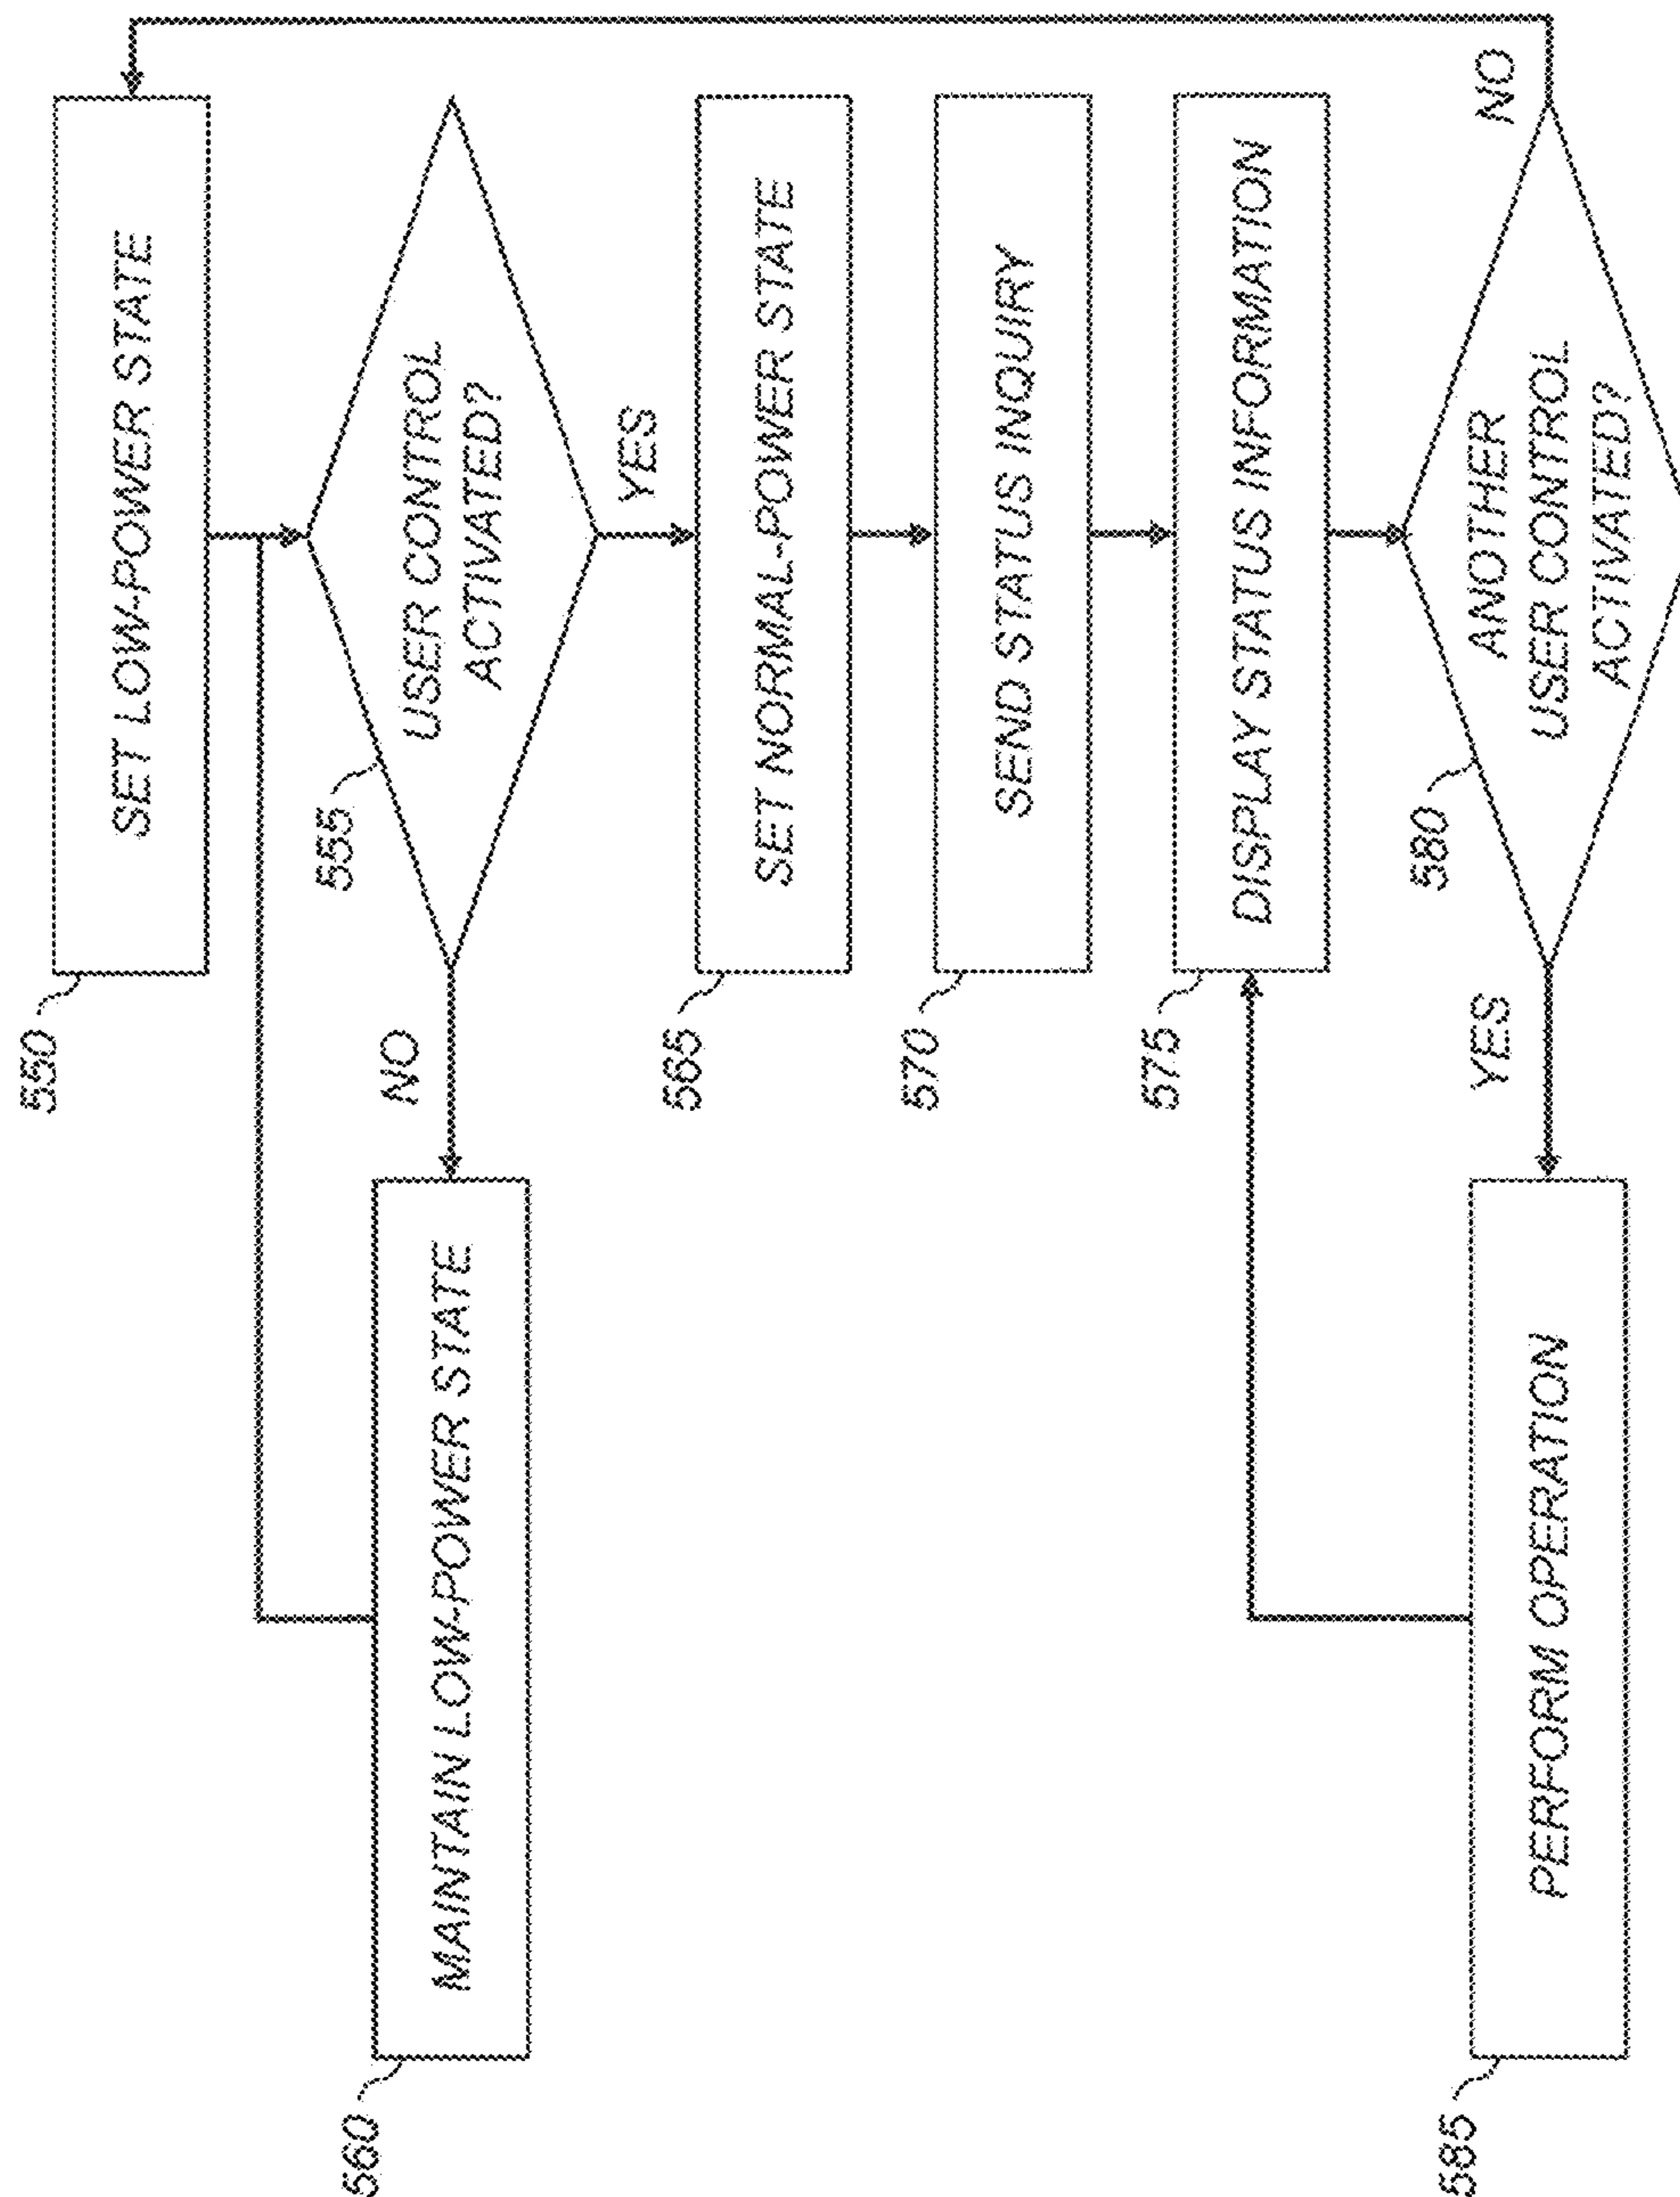 550
SET LOW-POWER STATE
555
USER CONTROL
ACTIVATED?
NO
YES
560
MAINTAIN LOW-POWER STATE
565
SET NORMAL-POWER STATE
570
SEND STATUS INQUIRY
575
DISPLAY STATUS INFORMATION
580
ANOTHER
USER CONTROL
ACTIVATED?
YES
NO
585
PERFORM OPERATION